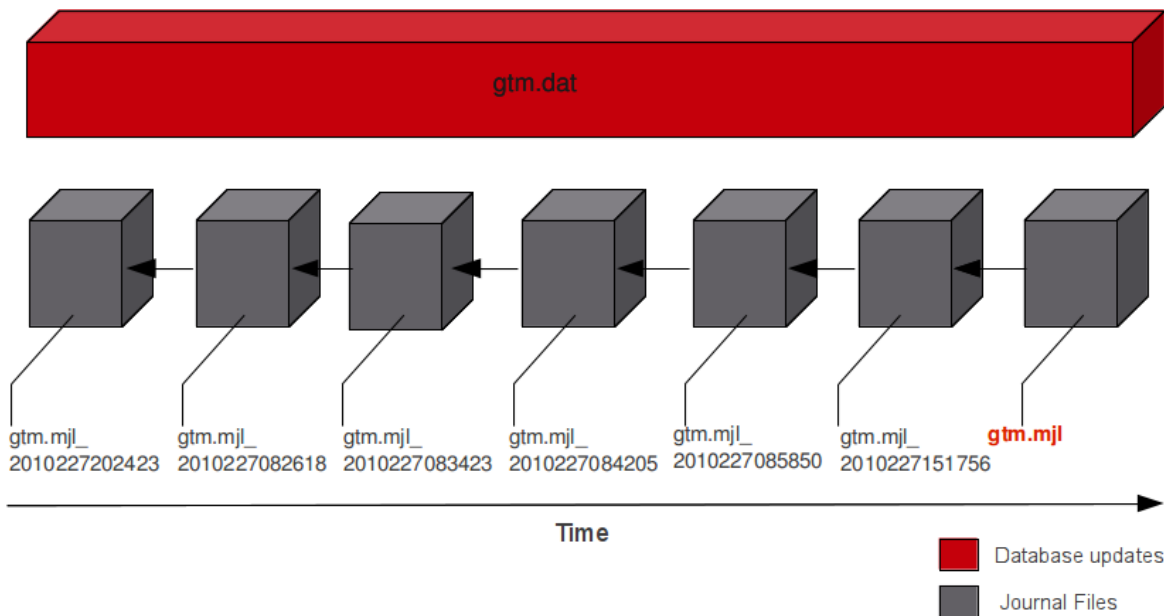 gtm.dat
gtm.mjl_
2010227202423
gtm.mjl_
2010227082618
gtm.mjl_
2010227083423
gtm.mjl_
2010227084205
gtm.mjl_
2010227085850
gtm.mjl_
2010227151756
gtm.mjl
Time
Database updates
Journal Files